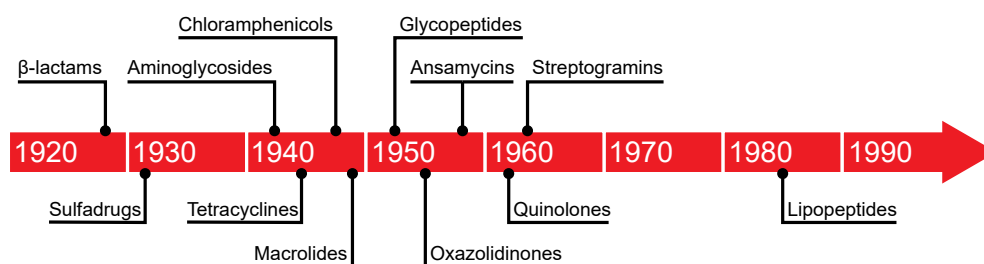 Chloramphenicols
Glycopeptides
β-lactams
Aminoglycosides
Ansamycins
Streptogramins
1920
1930
1940
1950
1960
1970
1980
1990
Sulfadrugs
Tetracyclines
Quinolones
Lipopeptides
Macrolides
Oxazolidinones